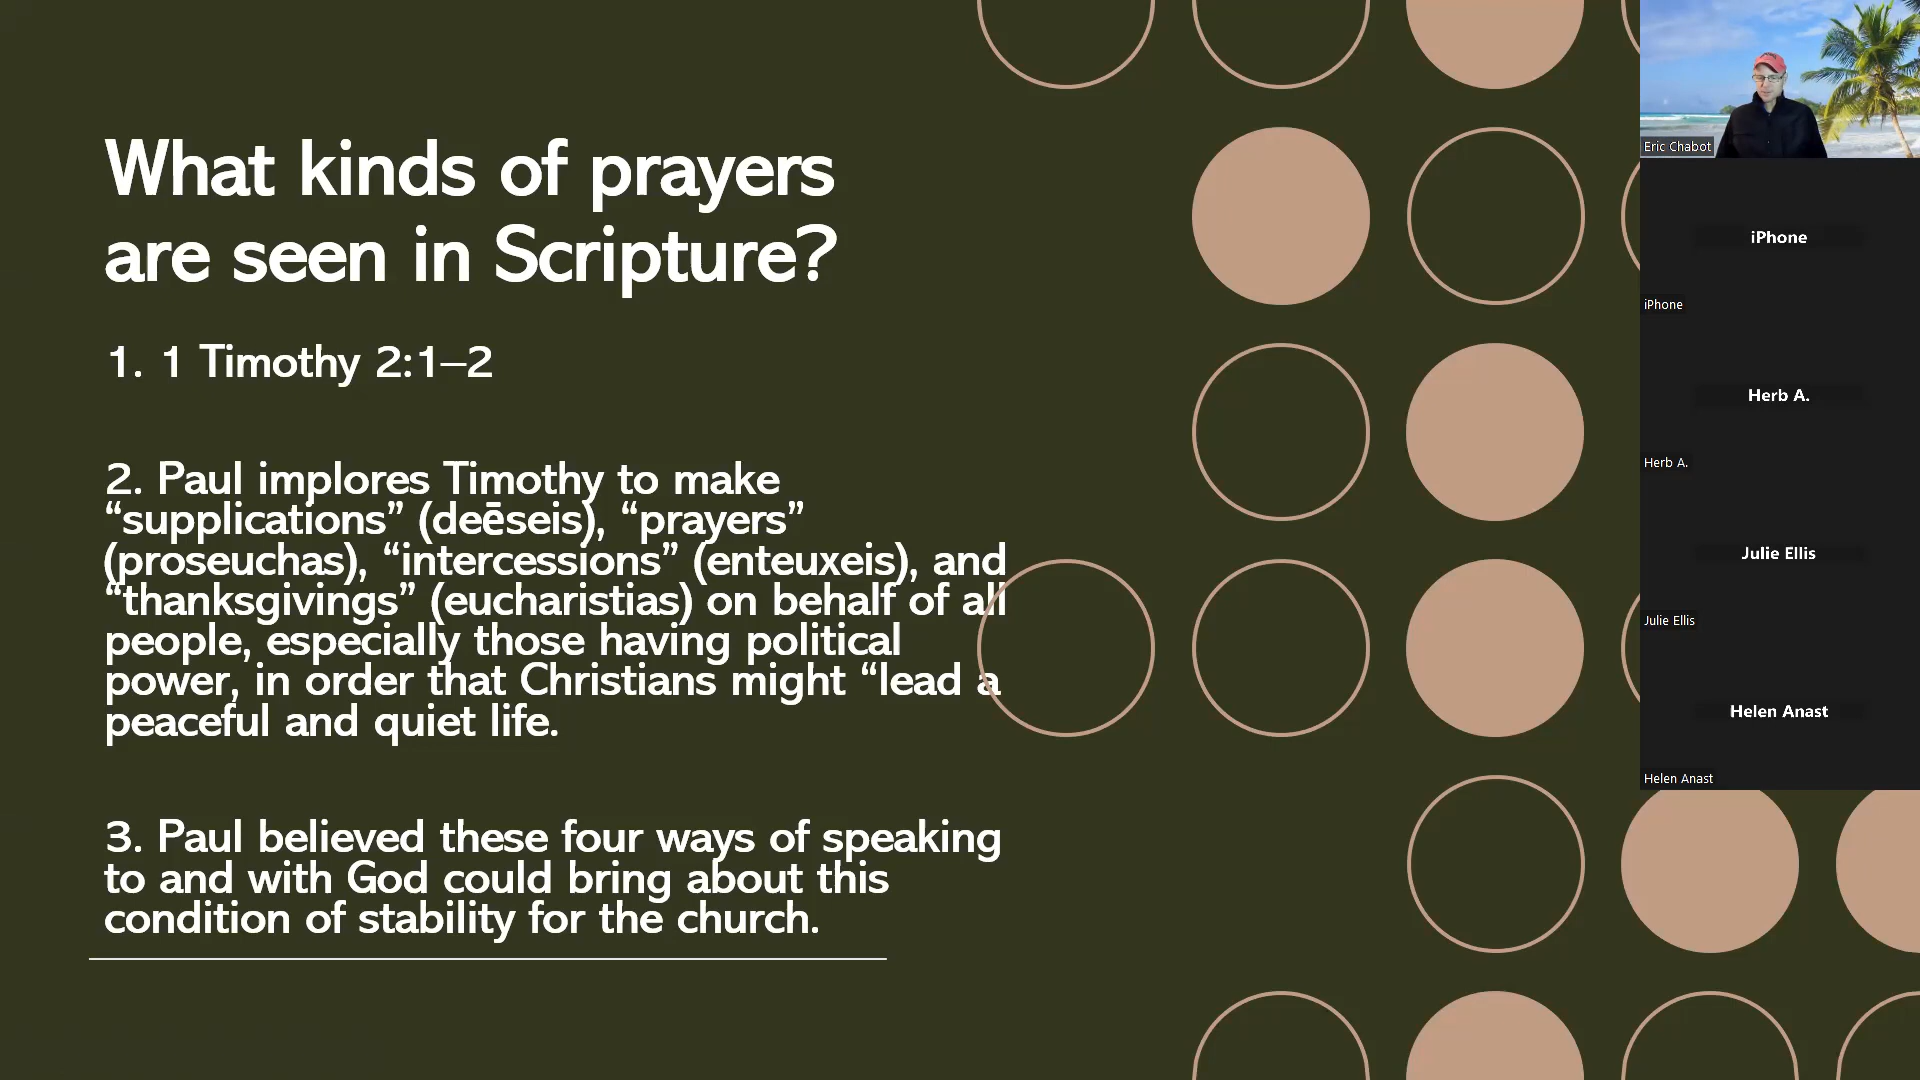 What kinds of prayers
are seen in Scripture?
1. 1 Timothy 2:1–2
2. Paul implores Timothy to make
“supplications” (deēseis), “prayers”
(proseuchas), “intercessions” (enteuxeis), and
“thanksgivings” (eucharistias) on behalf of all
people, especially those having political
power, in order that Christians might “lead a
peaceful and quiet life.
3. Paul believed these four ways of speaking
to and with God could bring about this
condition of stability for the church.
Eric Chabot
iPhone
iPhone
Herb A.
Herb A.
Julie Ellis
Julie Ellis
Helen Anast
Helen Anast